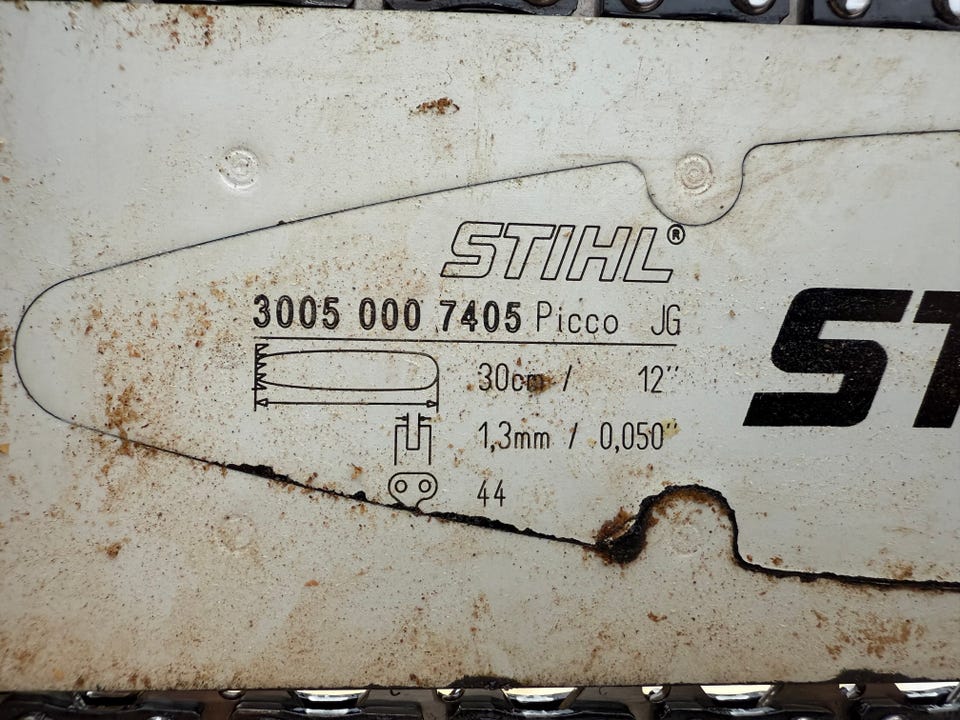 STIHL®
3005 000 7405 Picco JG
30cm / 12"
1,3mm / 0,050"
44
ST